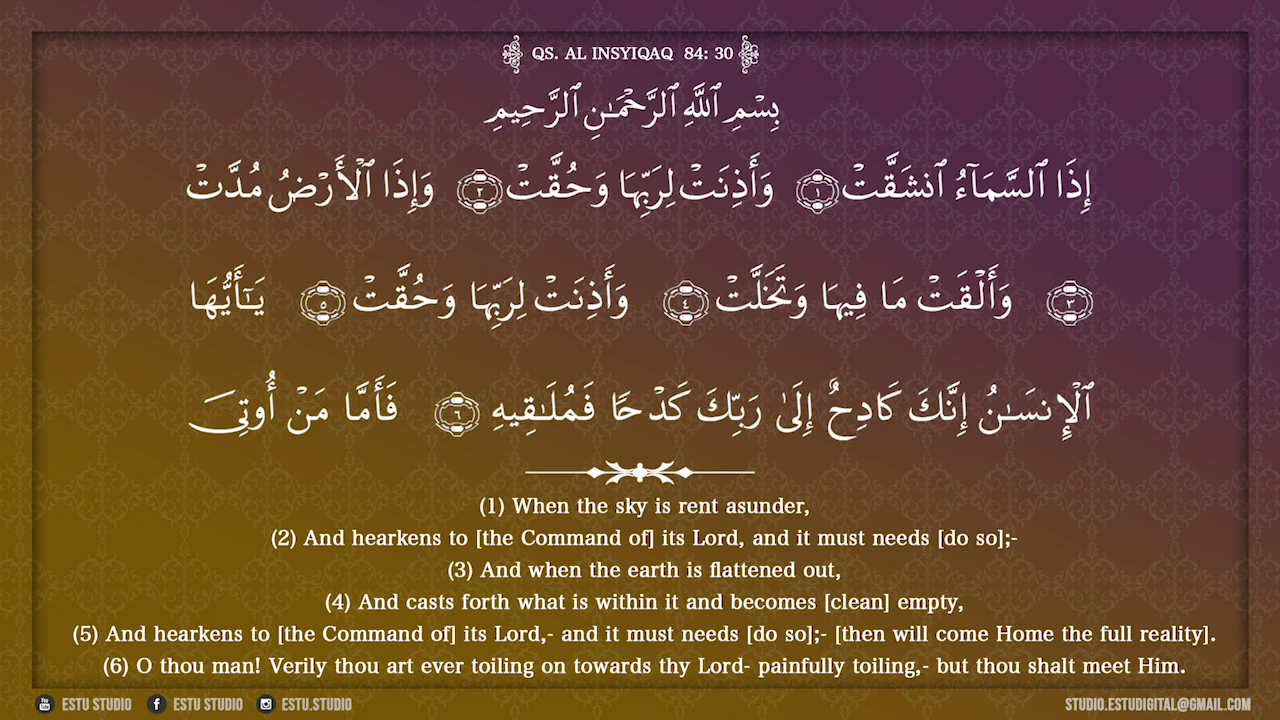 QS. AL INSYIQAQ 84: 30
بِسْمِ ٱللَّهِ ٱلرَّحْمَـٰنِ ٱلرَّحِيمِ
إِذَا ٱلسَّمَآءُ ٱنشَقَّتْ ١ وَأَذِنَتْ لِرَبِّهَا وَحُقَّتْ ٢ وَإِذَا ٱلْأَرْضُ مُدَّتْ
٣ وَأَلْقَتْ مَا فِيهَا وَتَخَلَّتْ ٤ وَأَذِنَتْ لِرَبِّهَا وَحُقَّتْ ٥ يَـٰٓأَيُّهَا
ٱلْإِنسَـٰنُ إِنَّكَ كَادِحٌ إِلَىٰ رَبِّكَ كَدْحًا فَمُلَـٰقِيهِ ٦ فَأَمَّا مَنْ أُوتِىَ
(1) When the sky is rent asunder,
(2) And hearkens to [the Command of] its Lord, and it must needs [do so];-
(3) And when the earth is flattened out,
(4) And casts forth what is within it and becomes [clean] empty,
(5) And hearkens to [the Command of] its Lord,- and it must needs [do so];- [then will come Home the full reality].
(6) O thou man! Verily thou art ever toiling on towards thy Lord- painfully toiling,- but thou shalt meet Him.
You Tube ESTU STUDIO f ESTU STUDIO ESTU.STUDIO STUDIO.ESTUDIGITAL@GMAIL.COM